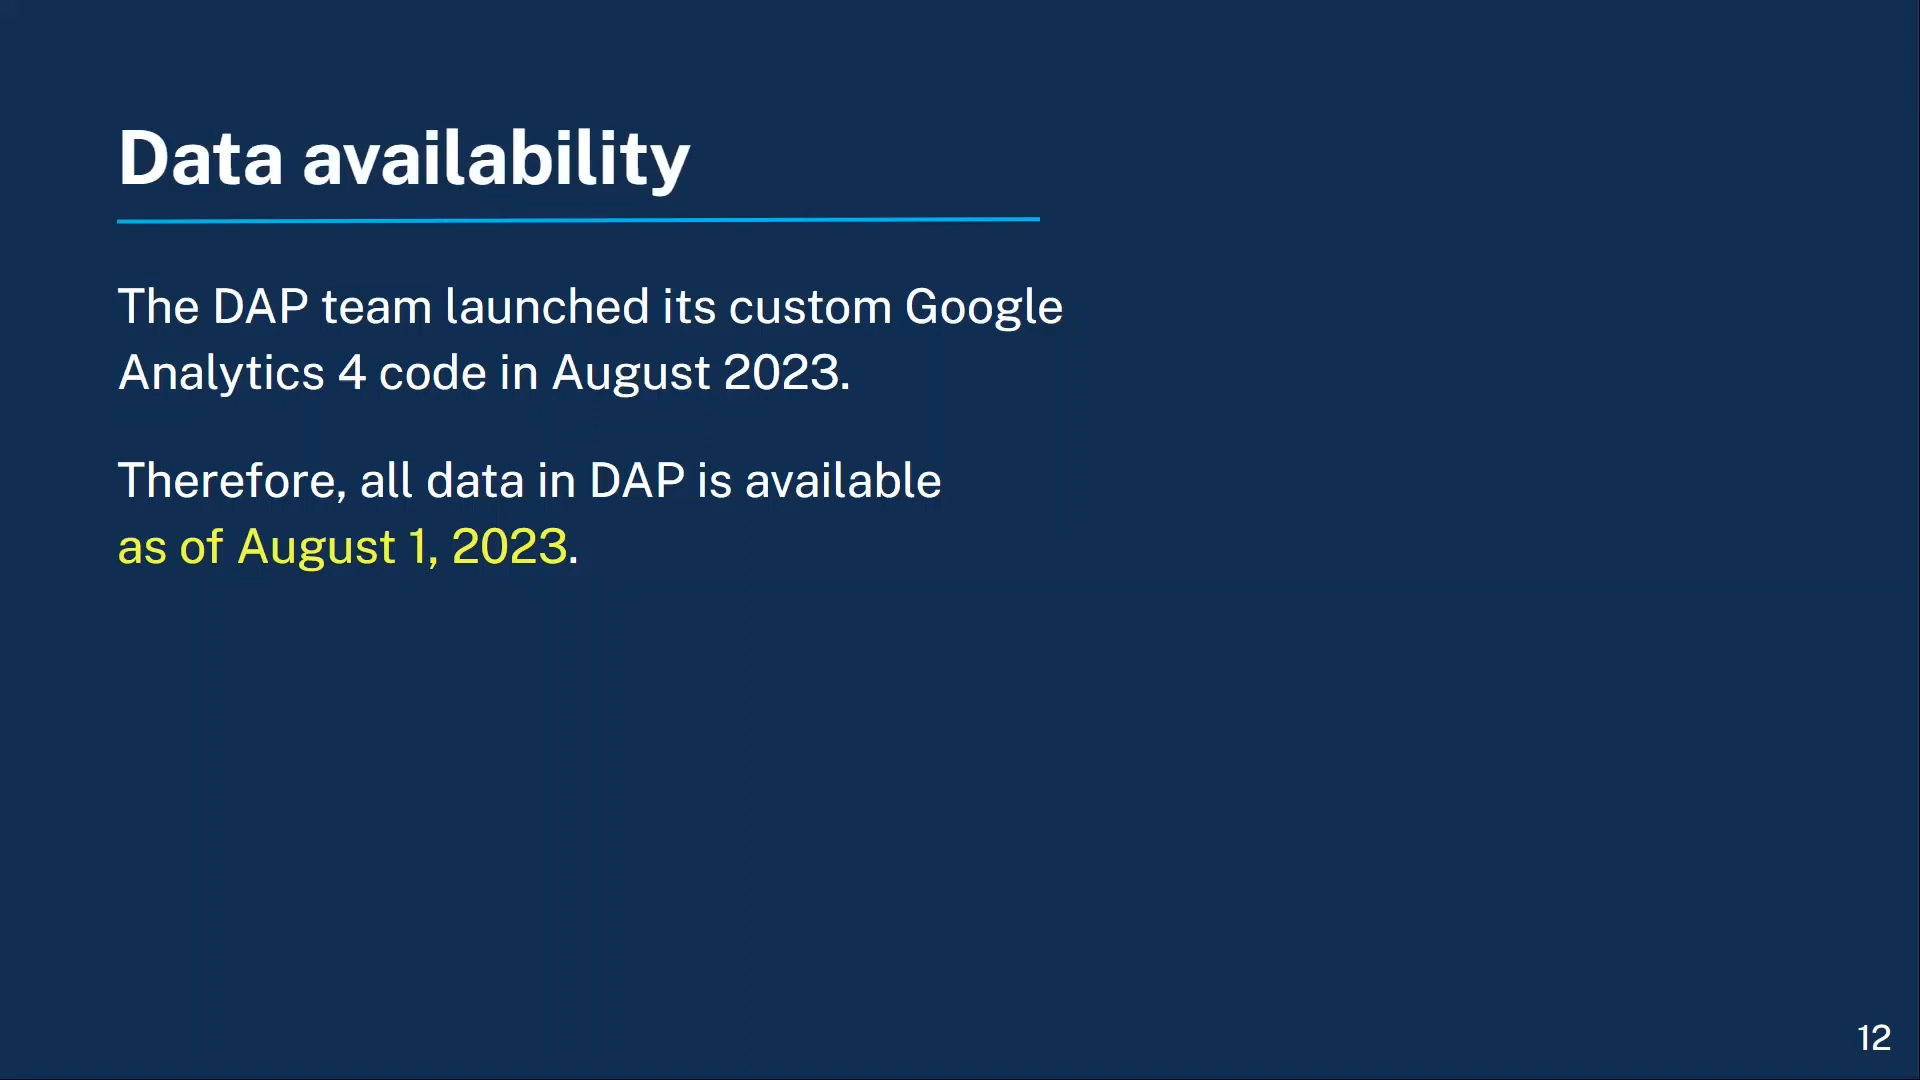 Data availability
The DAP team launched its custom Google
Analytics 4 code in August 2023.
Therefore, all data in DAP is available
as of August 1, 2023.
12